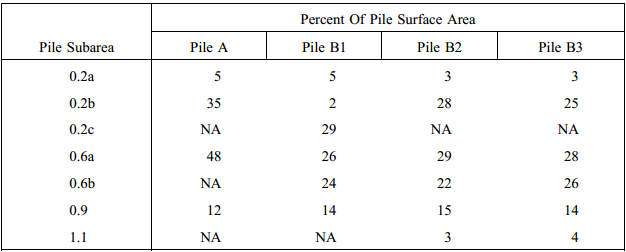 Percent Of Pile Surface Area
Pile Subarea Pile A Pile B1 Pile B2 Pile B3
0.2a 5 5 3 3
0.2b 35 2 28 25
0.2c NA 29 NA NA
0.6a 48 26 29 28
0.6b NA 24 22 26
0.9 12 14 15 14
1.1 NA NA 3 4